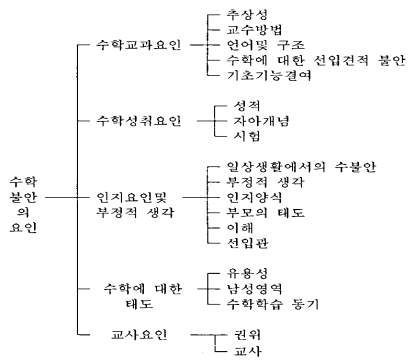 추상성
교수방법
수학교과요인
언어및 구조
수학에 대한 선입견적 불안
기초기능결여
성적
수학성취요인
자아개념
시험
일상생활에서의 수불안
부정적 생각
수학
불안
의
요인
인지요인및
부정적 생각
인지양식
부모의 태도
이해
선입관
유용성
수학에 대한
태도
남성영역
수학학습 동기
교사요인
권위
교사